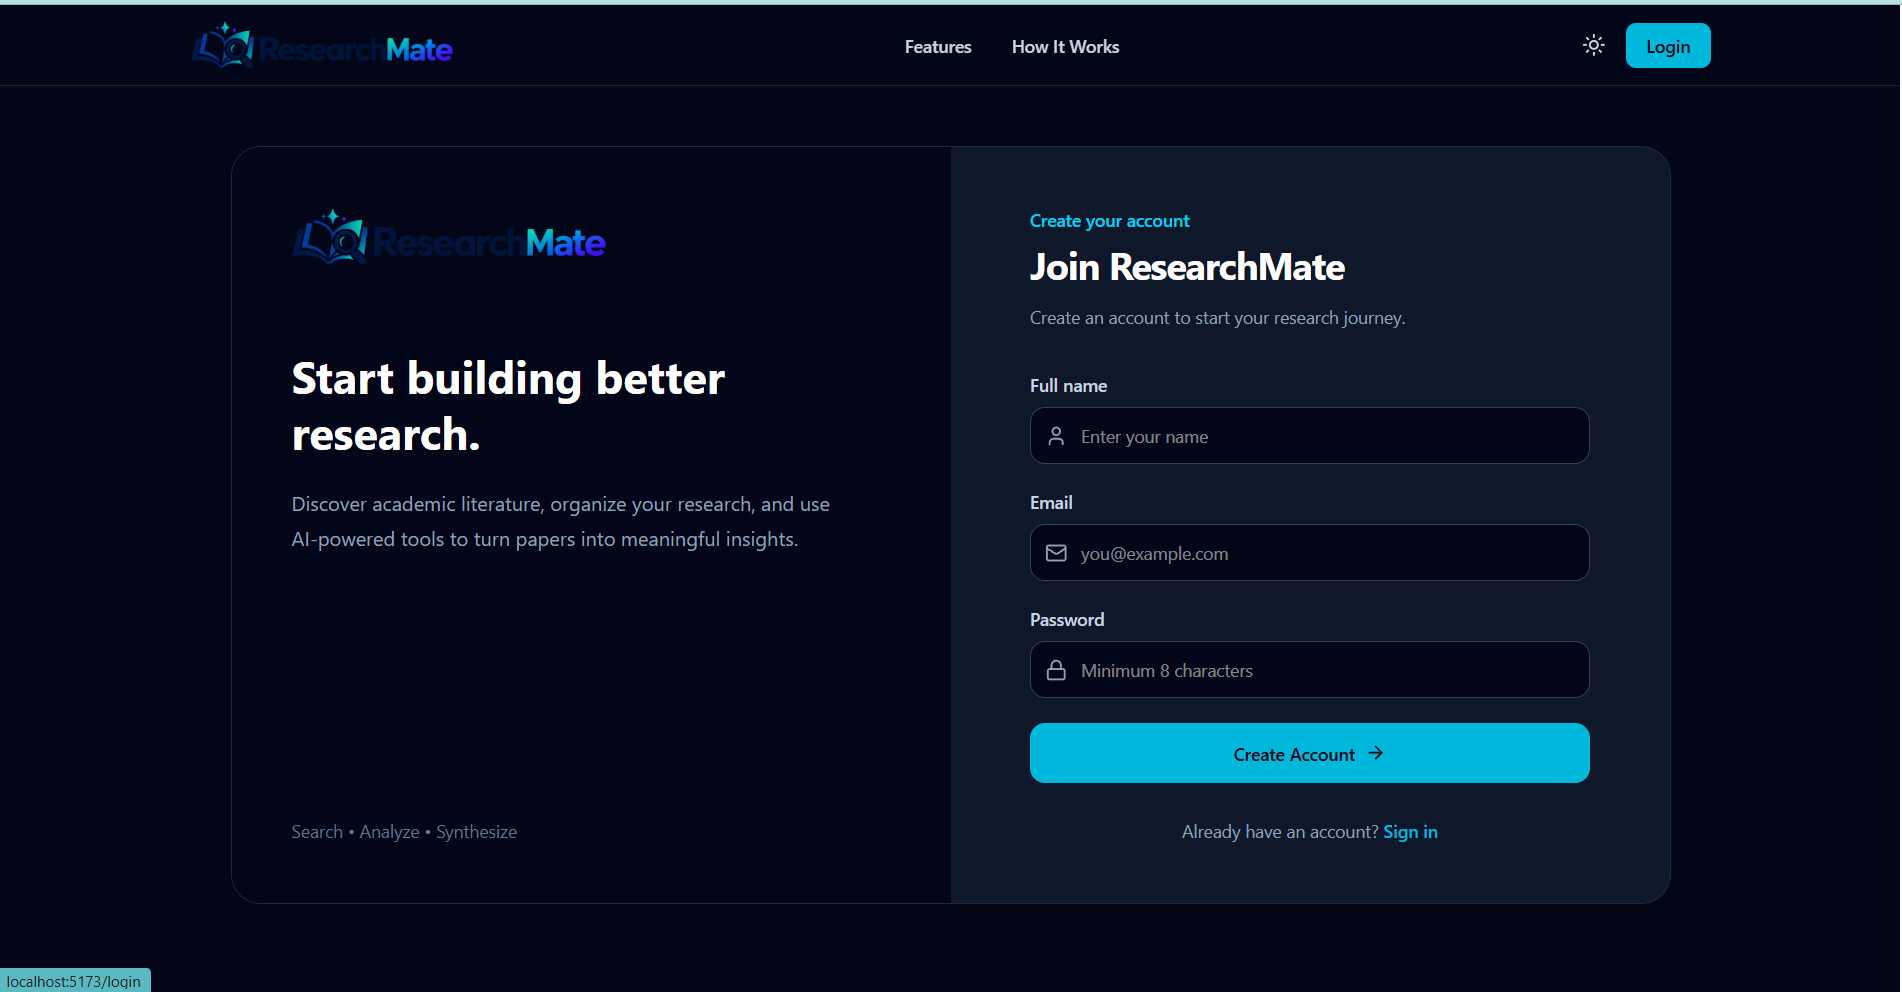 ResearchMate
Features
How It Works
Login
ResearchMate
Start building better
research.
Discover academic literature, organize your research, and use
AI-powered tools to turn papers into meaningful insights.
Search • Analyze • Synthesize
Create your account
Join ResearchMate
Create an account to start your research journey.
Full name
Enter your name
Email
you@example.com
Password
Minimum 8 characters
Create Account →
Already have an account? Sign in
localhost:5173/login